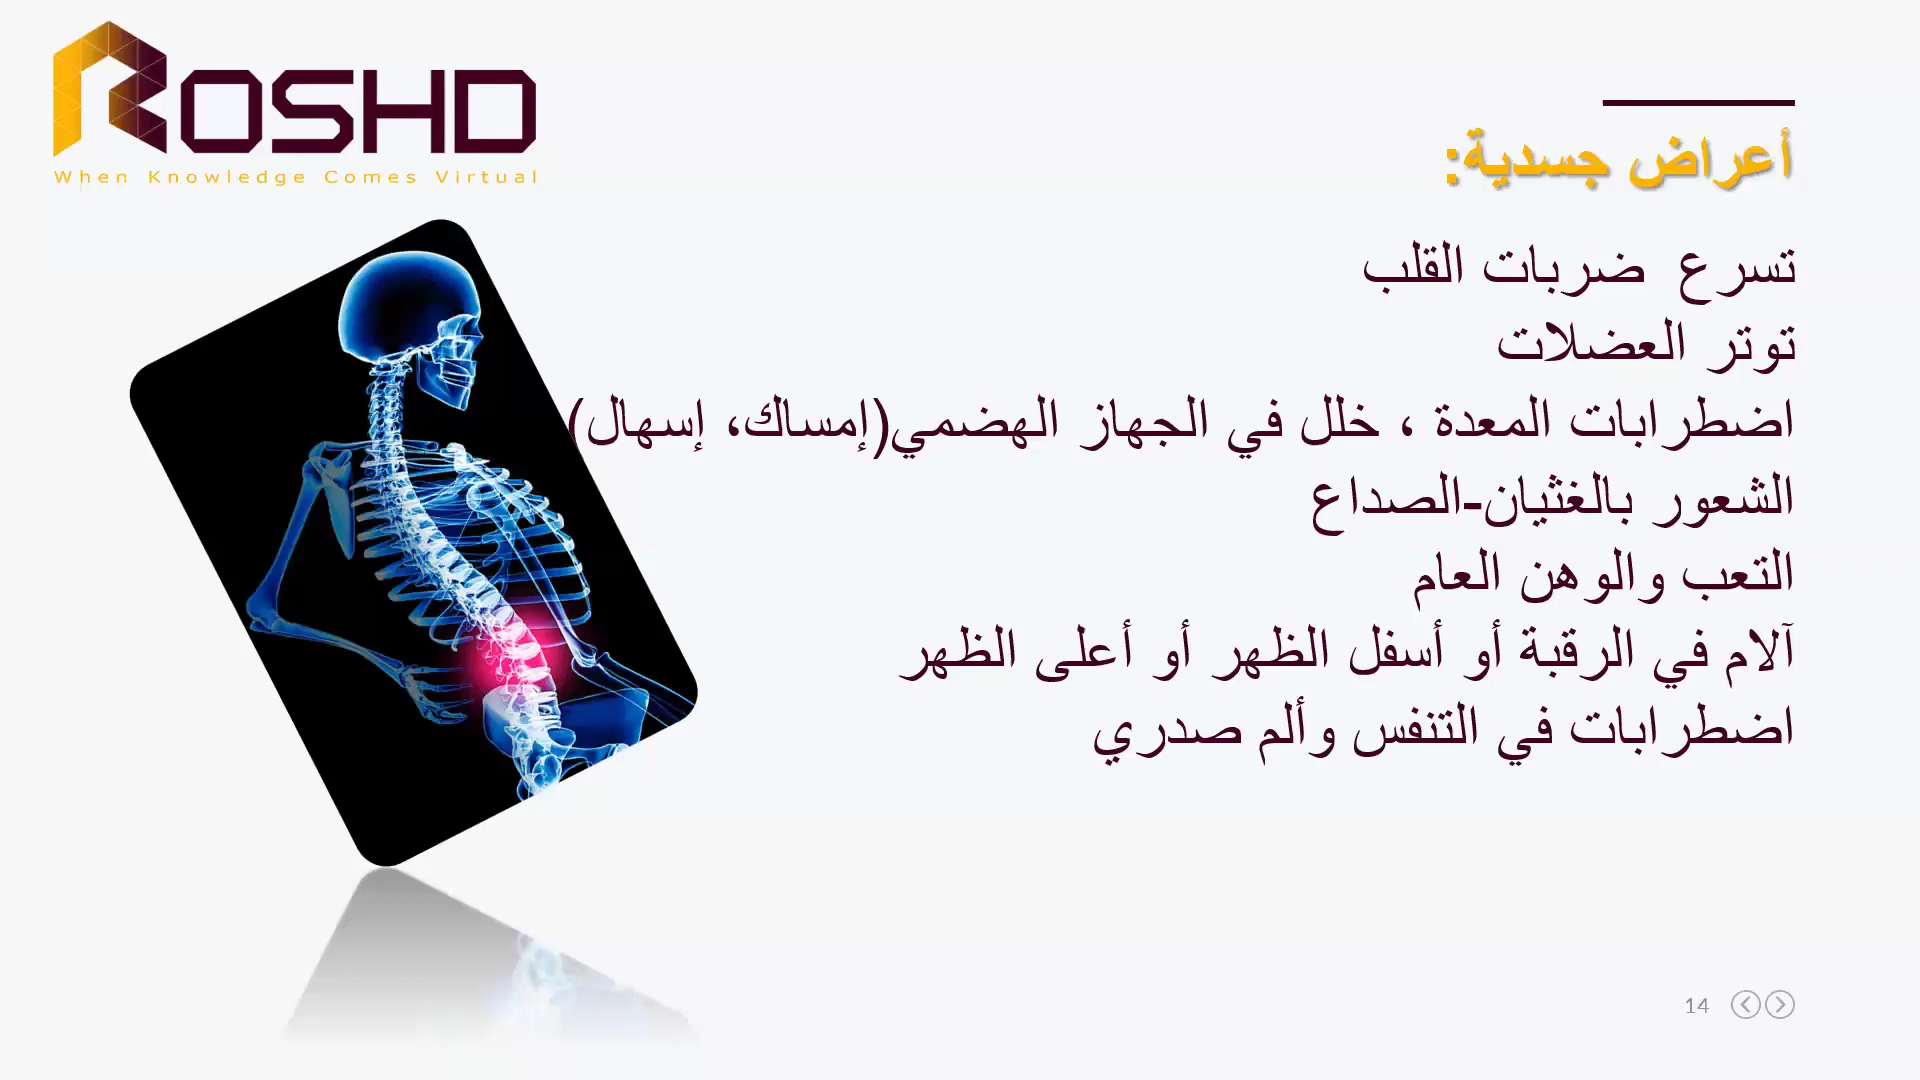 ROSHD
When Knowledge Comes Virtual
أعراض جسدية:
تسرع ضربات القلب
توتر العضلات
اضطرابات المعدة ، خلل في الجهاز الهضمي(إمساك، إسهال)
الشعور بالغثيان-الصداع
التعب والوهن العام
آلام في الرقبة أو أسفل الظهر أو أعلى الظهر
اضطرابات في التنفس وألم صدري
14